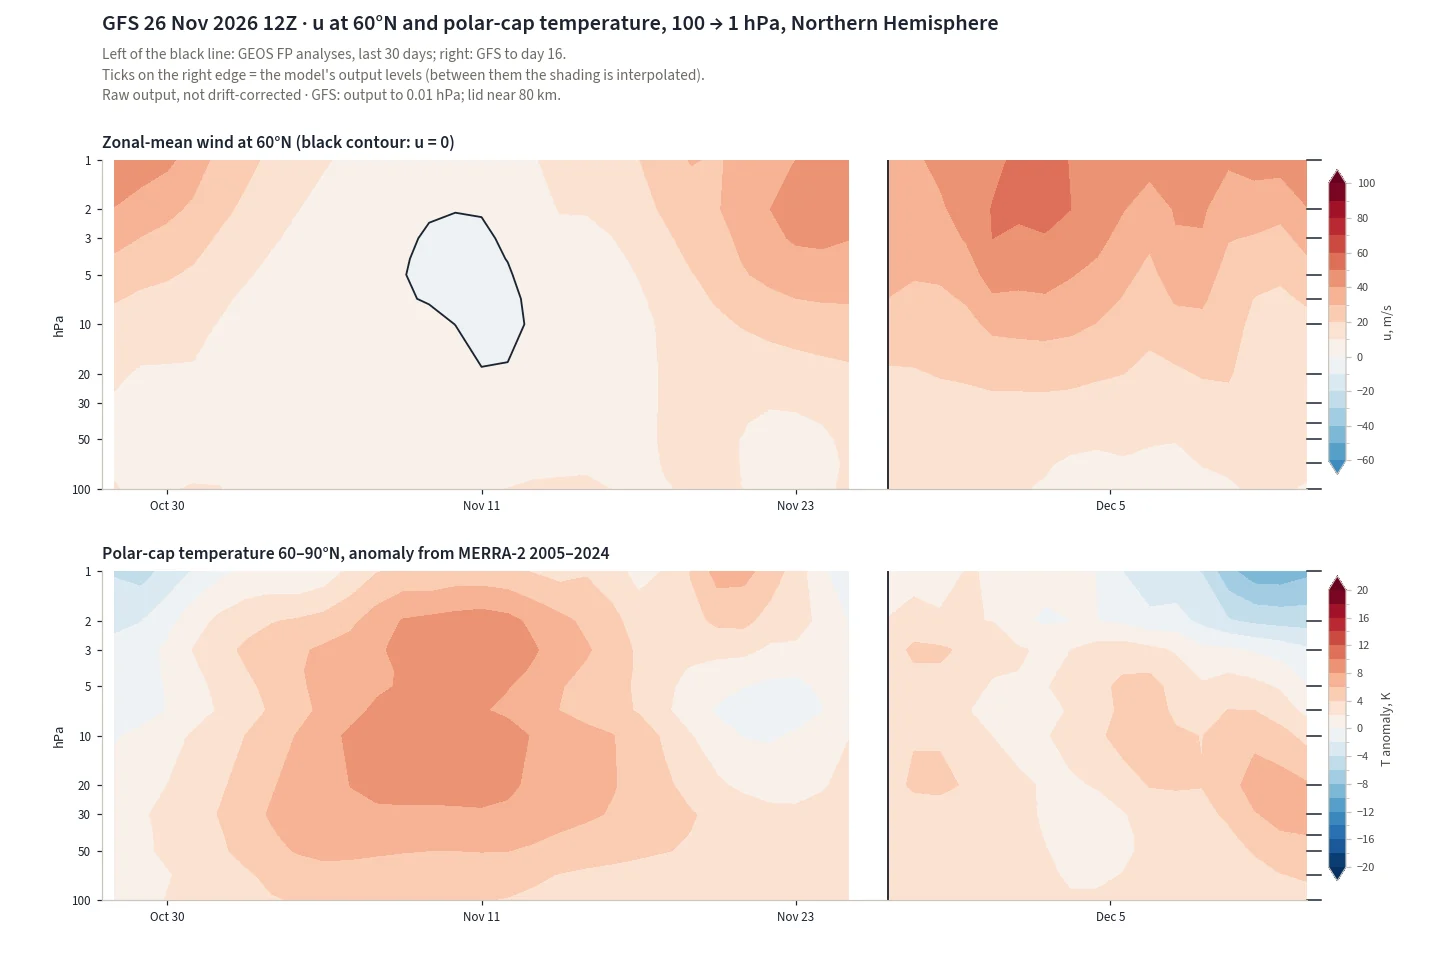 GFS 26 Nov 2026 12Z · u at 60°N and polar-cap temperature, 100 → 1 hPa, Northern Hemisphere
Left of the black line: GEOS FP analyses, last 30 days; right: GFS to day 16.
Ticks on the right edge = the model's output levels (between them the shading is interpolated).
Raw output, not drift-corrected · GFS: output to 0.01 hPa; lid near 80 km.
Zonal-mean wind at 60°N (black contour: u = 0)
1
2
3
5
10
20
30
50
100
hPa
Oct 30
Nov 11
Nov 23
Dec 5
100
80
60
40
20
0
−20
−40
−60
u, m/s
Polar-cap temperature 60–90°N, anomaly from MERRA-2 2005–2024
1
2
3
5
10
20
30
50
100
hPa
Oct 30
Nov 11
Nov 23
Dec 5
20
16
12
8
4
0
−4
−8
−12
−16
−20
T anomaly, K